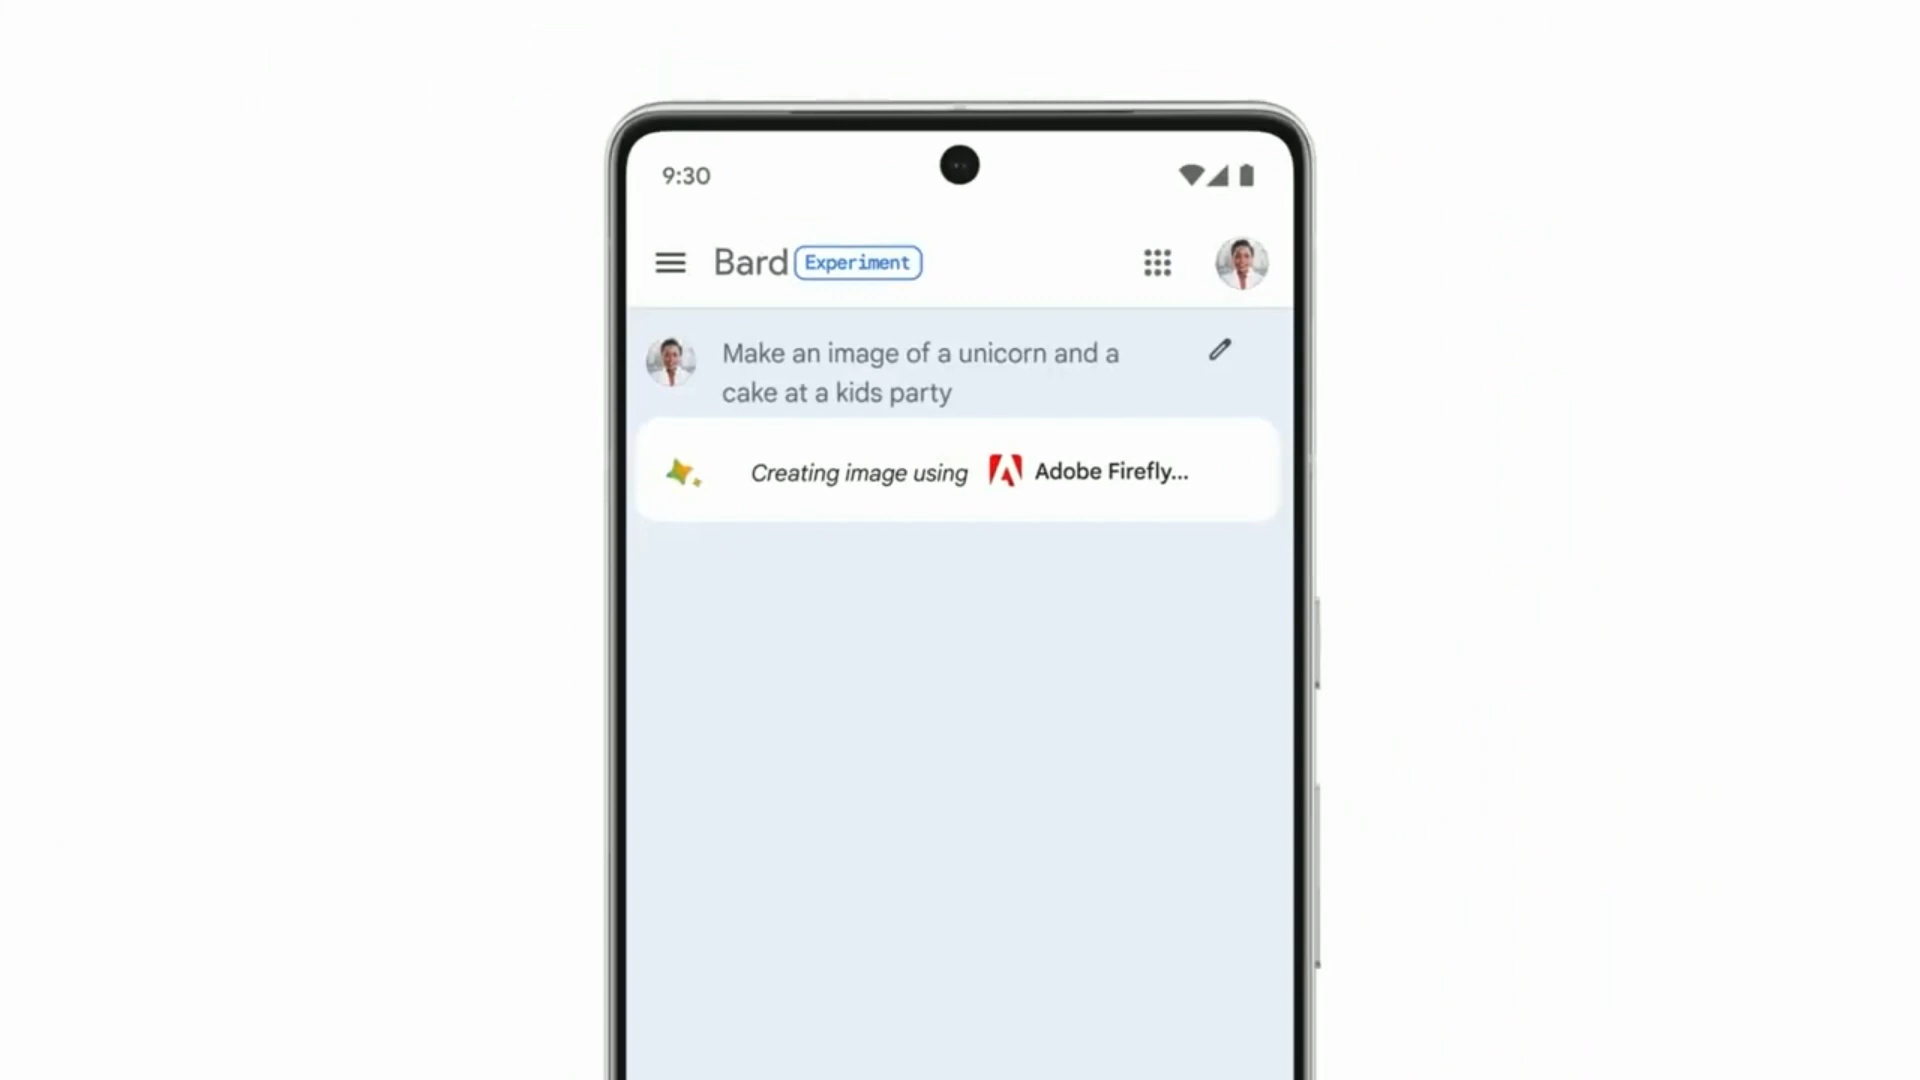 9:30
Bard Experiment
Make an image of a unicorn and a
cake at a kids party
Creating image using Adobe Firefly...